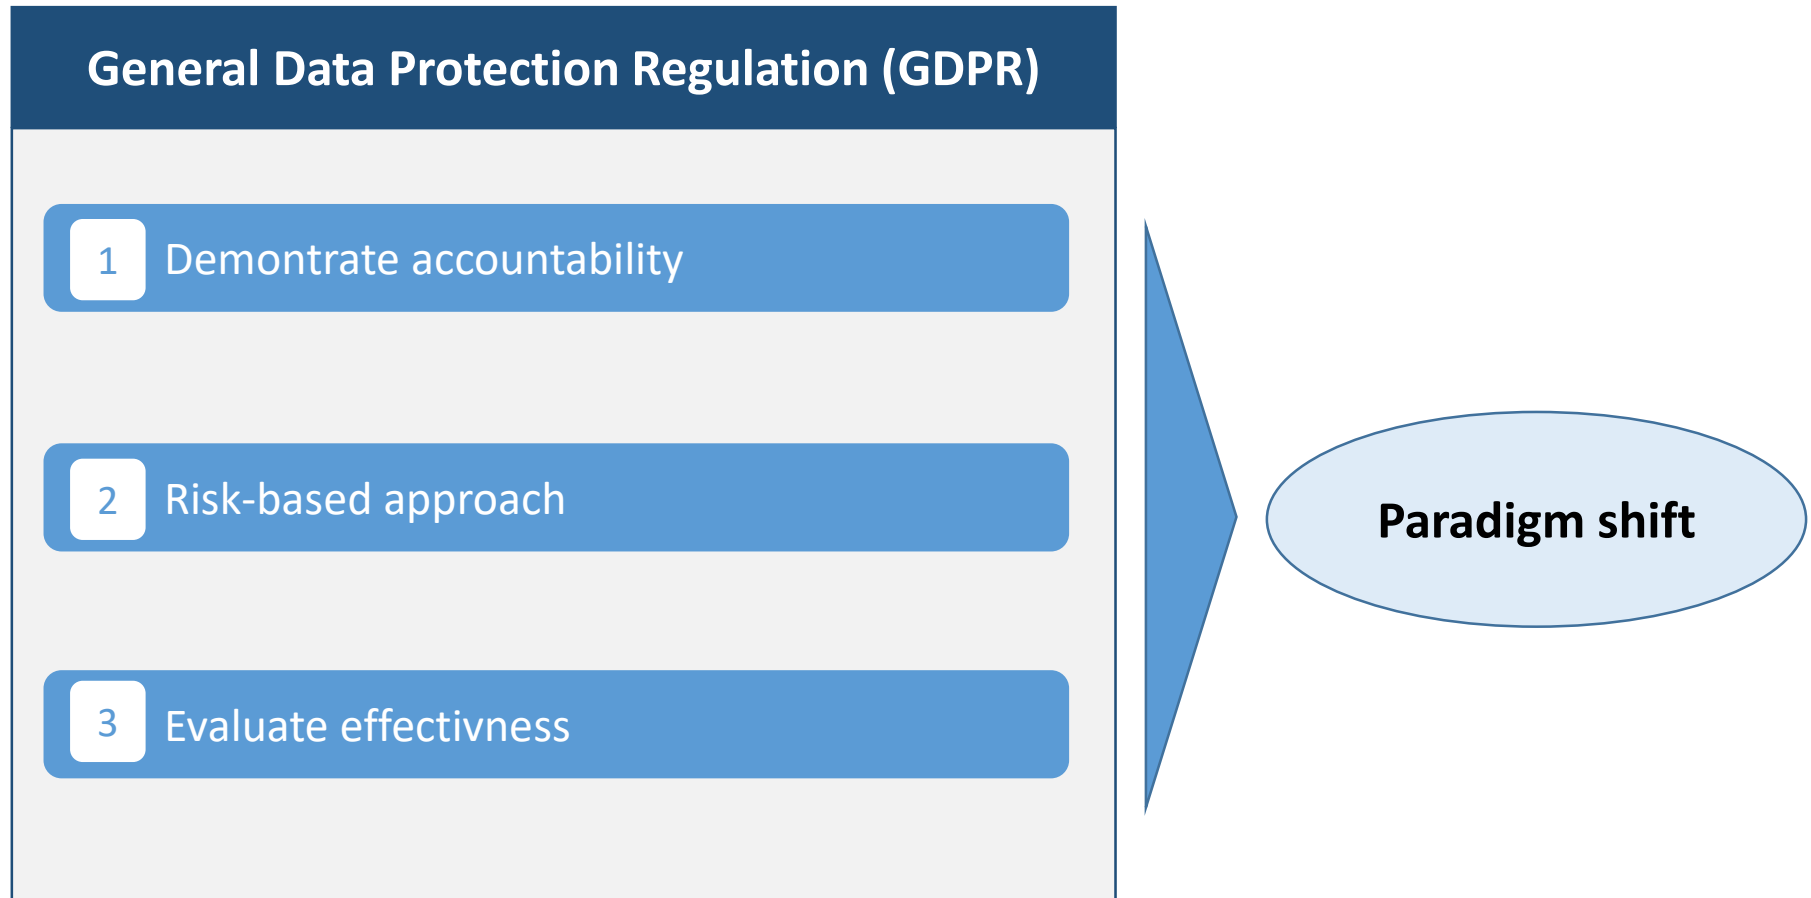 General Data Protection Regulation (GDPR)
1 Demontrate accountability
2 Risk-based approach
3 Evaluate effectivness
Paradigm shift